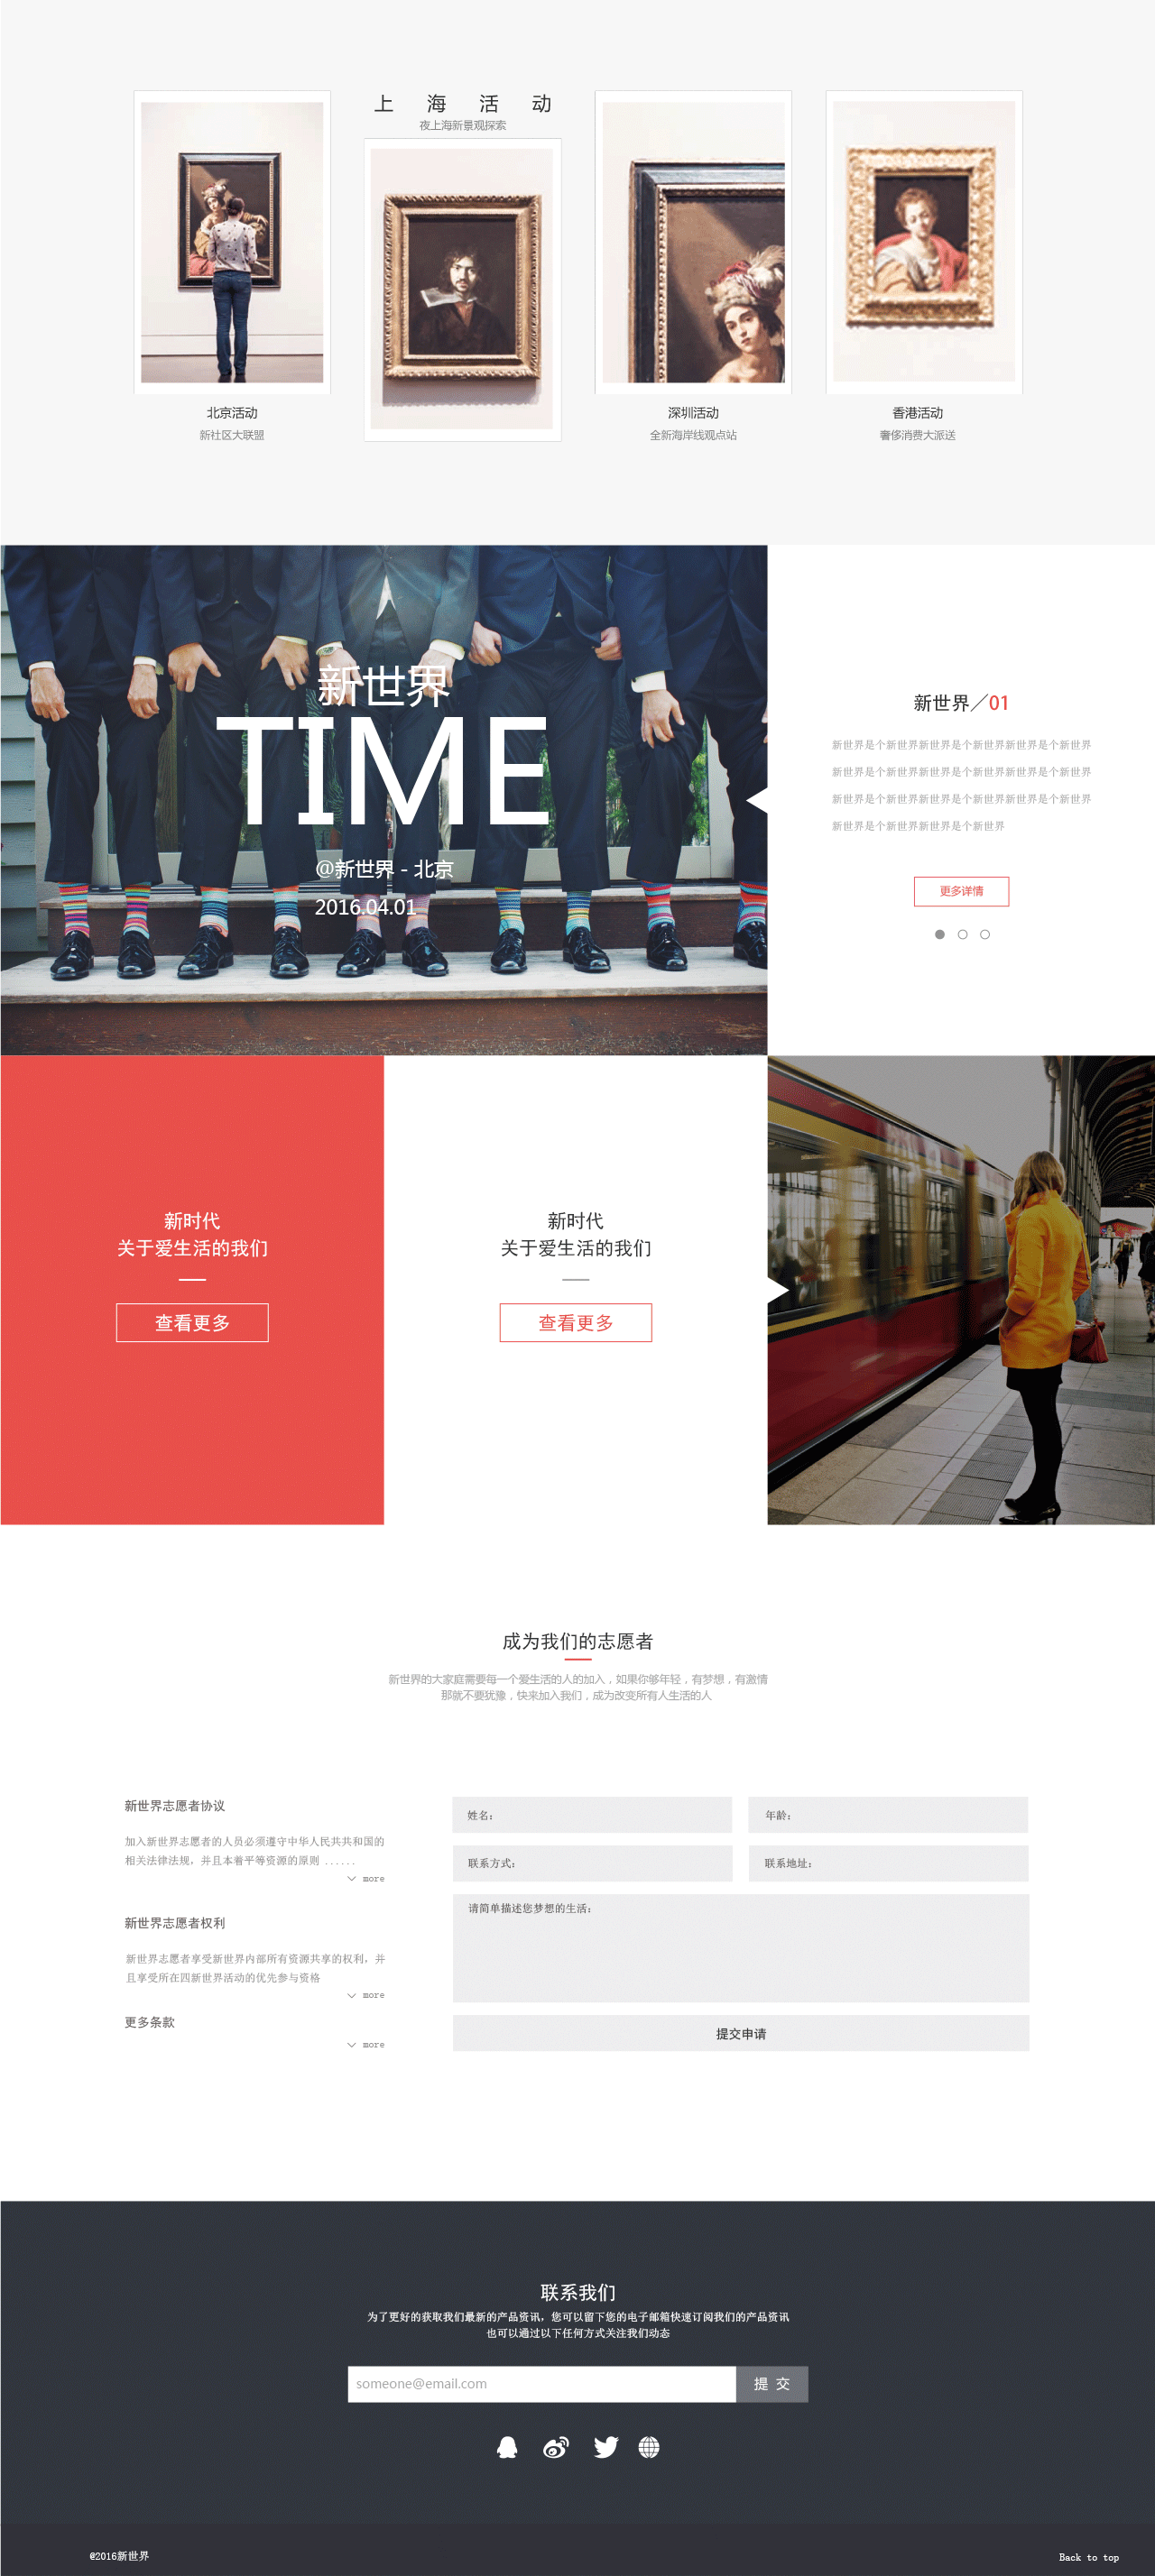 上海活动
夜上海新景观探索
北京活动
新社区大联盟
深圳活动
全新海岸线观点站
香港活动
奢侈消费大派送
新世界
TIME
@新世界 - 北京
2016.04.01
新世界／01
新世界是个新世界新世界是个新世界新世界是个新世界
新世界是个新世界新世界是个新世界新世界是个新世界
新世界是个新世界新世界是个新世界新世界是个新世界
新世界是个新世界新世界是个新世界
更多详情
新时代
关于爱生活的我们
查看更多
新时代
关于爱生活的我们
查看更多
成为我们的志愿者
新世界的大家庭需要每一个爱生活的人的加入，如果你够年轻，有梦想，有激情
那就不要犹豫，快来加入我们，成为改变所有人生活的人
新世界志愿者协议
加入新世界志愿者的人员必须遵守中华人民共共和国的
相关法律法规，并且本着平等资源的原则 ......
more
新世界志愿者权利
新世界志愿者享受新世界内部所有资源共享的权利，并
且享受所在四新世界活动的优先参与资格
more
更多条款
more
姓名：
年龄：
联系方式：
联系地址：
请简单描述您梦想的生活：
提交申请
联系我们
为了更好的获取我们最新的产品资讯，您可以留下您的电子邮箱快速订阅我们的产品资讯
也可以通过以下任何方式关注我们动态
someone@email.com
提 交
@2016新世界
Back to top